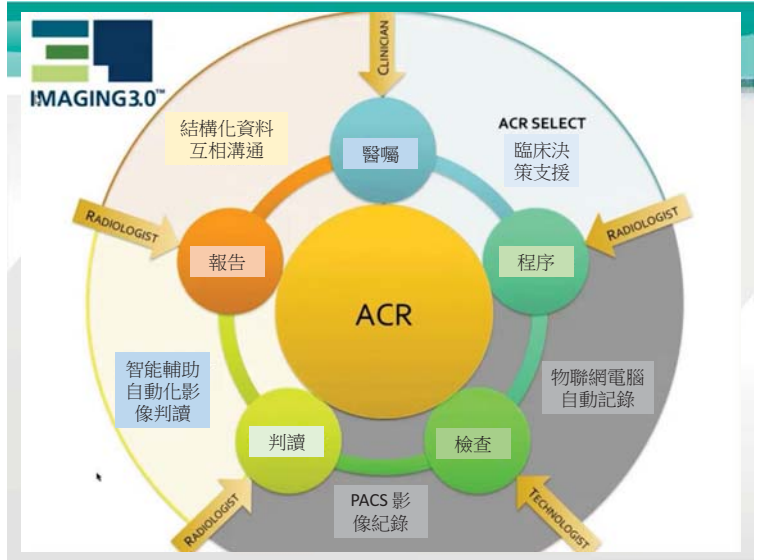 IMAGING3.0™
CLINICIAN
結構化資料
互相溝通
醫囑
ACR SELECT
臨床決
策支援
RADIOLOGIST
RADIOLOGIST
報告
程序
ACR
智能輔助
自動化影
像判讀
物聯網電腦
自動記錄
判讀
檢查
PACS 影
像紀錄
RADIOLOGIST
TECHNOLOGIST